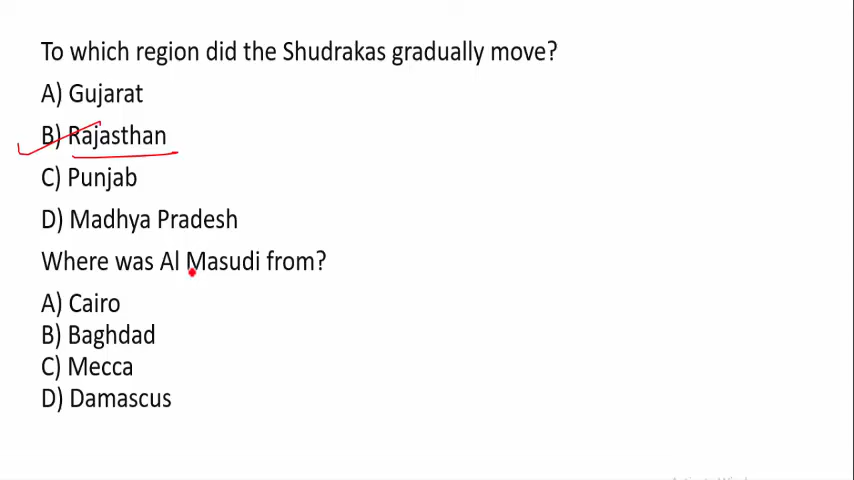 To which region did the Shudrakas gradually move?
A) Gujarat
B) Rajasthan
C) Punjab
D) Madhya Pradesh
Where was Al Masudi from?
A) Cairo
B) Baghdad
C) Mecca
D) Damascus